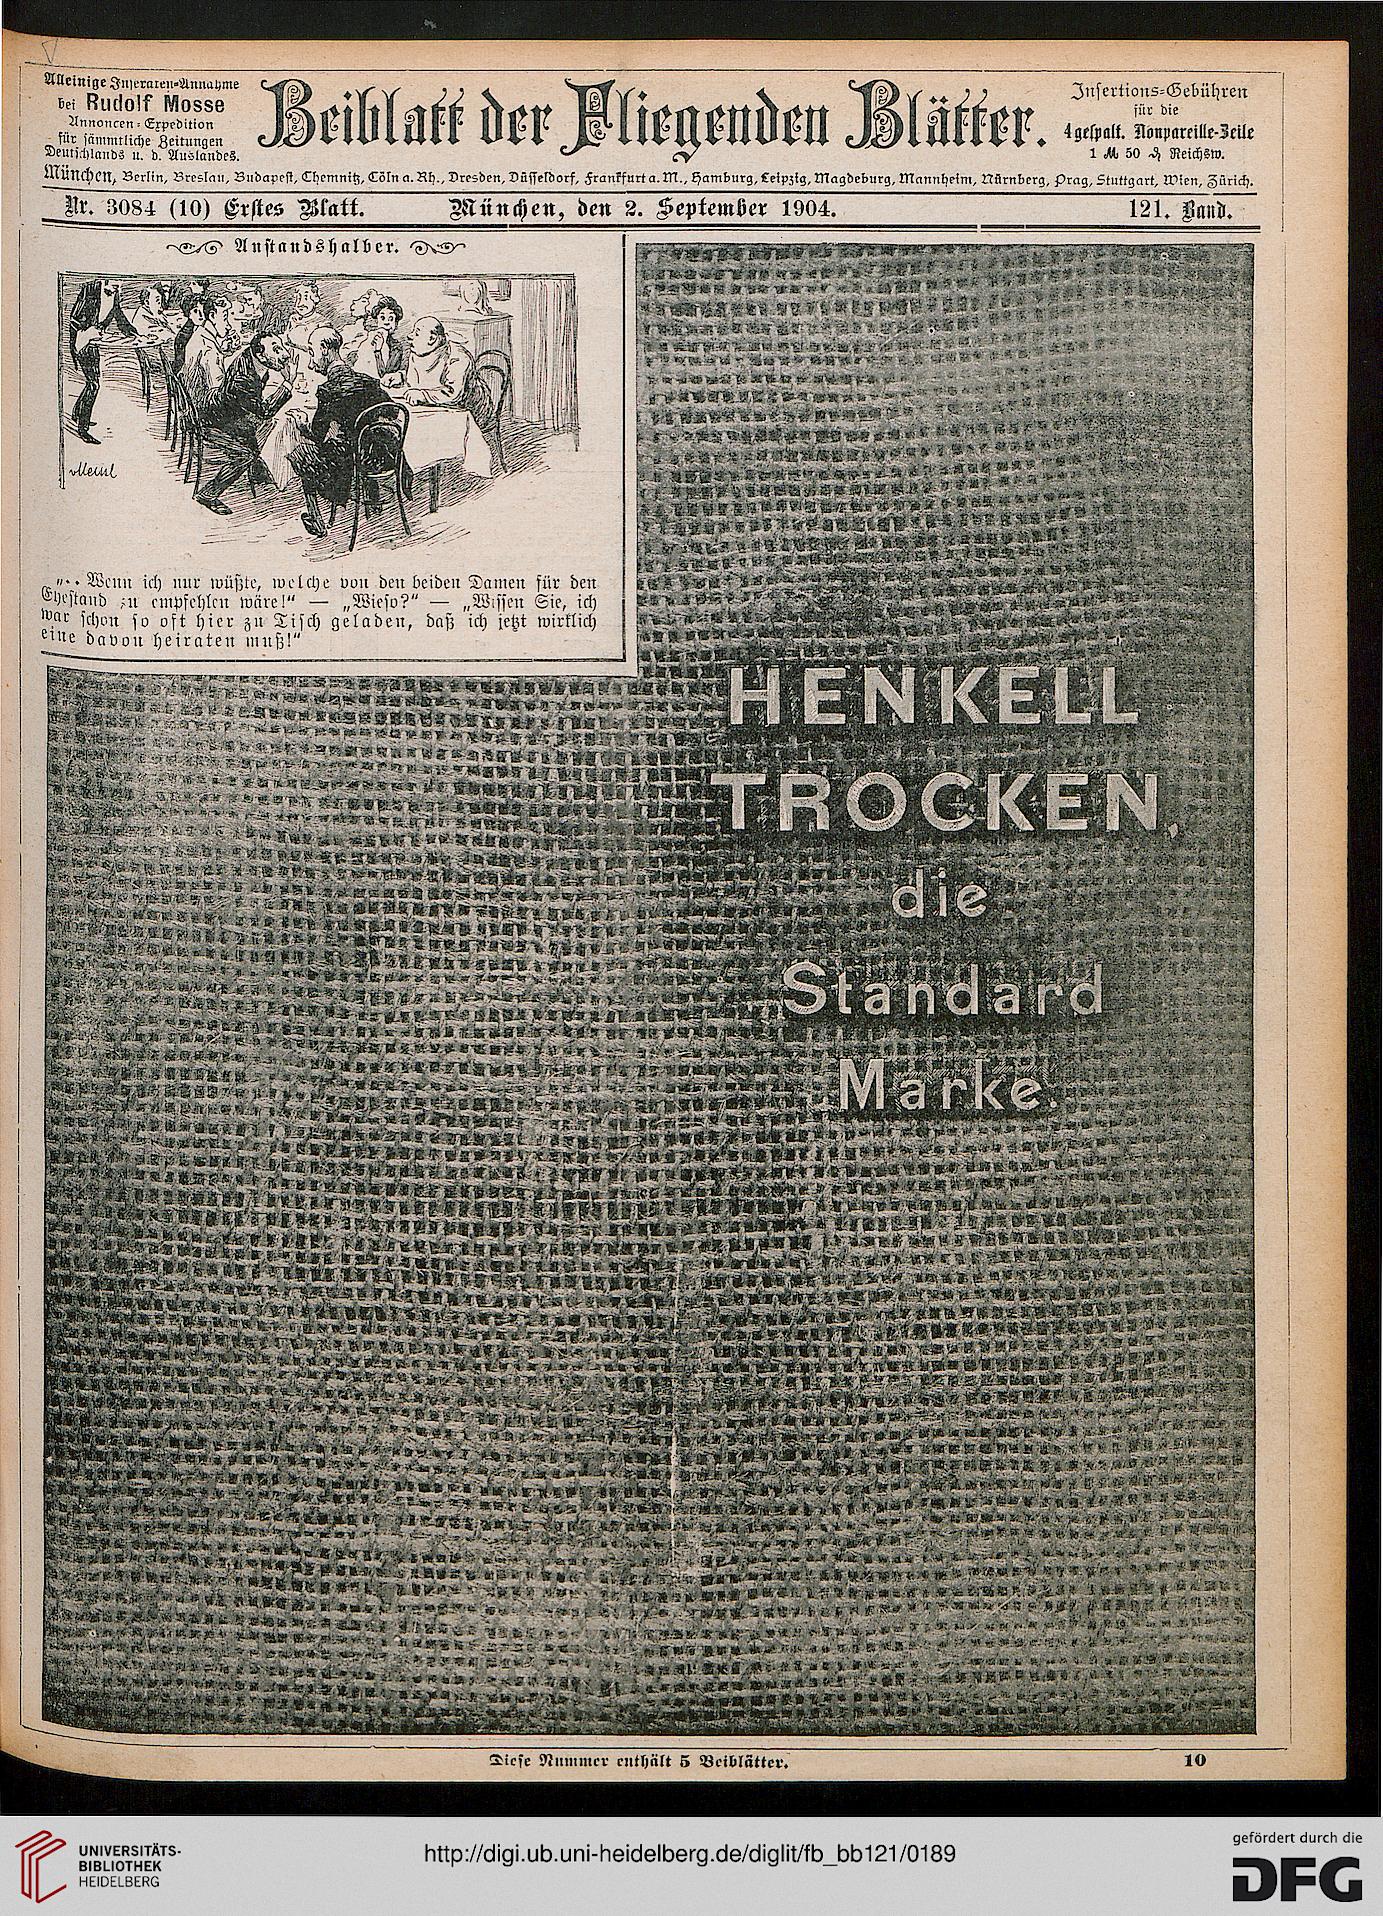 Alleinige Inseraten-Annahme
bei Rudolf Mosse
Annoncen-Expedition
für sämmtliche Zeitungen
Deutschlands u. d. Auslandes.
Beiblatt der Fliegenden Blätter.
Insertions-Gebühren
für die
4 gespalt. Nonpareille-Zeile
1 ℳ 50 ₰ Reichsw.
München, Berlin, Breslau, Budapest, Chemnitz, Cöln a. Rh., Dresden, Düsseldorf, Frankfurt a. M., Hamburg, Leipzig, Magdeburg, Mannheim, Nürnberg, Prag, Stuttgart, Wien, Zürich.
Nr. 3084 (10) Erstes Blatt. München, den 2. September 1904. 121. Band.
Anstandshalber.
„.. Wenn ich nur wüßte, welche von den beiden Damen für den
Ehestand zu empfehlen wäre!“ — „Wieso?“ — „Wissen Sie, ich
war schon so oft hier zu Tisch geladen, daß ich jetzt wirklich
eine davon heiraten muß!“
HENKELL
TROCKEN
die
Standard
Marke.
Diese Nummer enthält 5 Beiblätter. 10
UNIVERSITÄTS-
BIBLIOTHEK
HEIDELBERG
http://digi.ub.uni-heidelberg.de/diglit/fb_bb121/0189
gefördert durch die
DFG